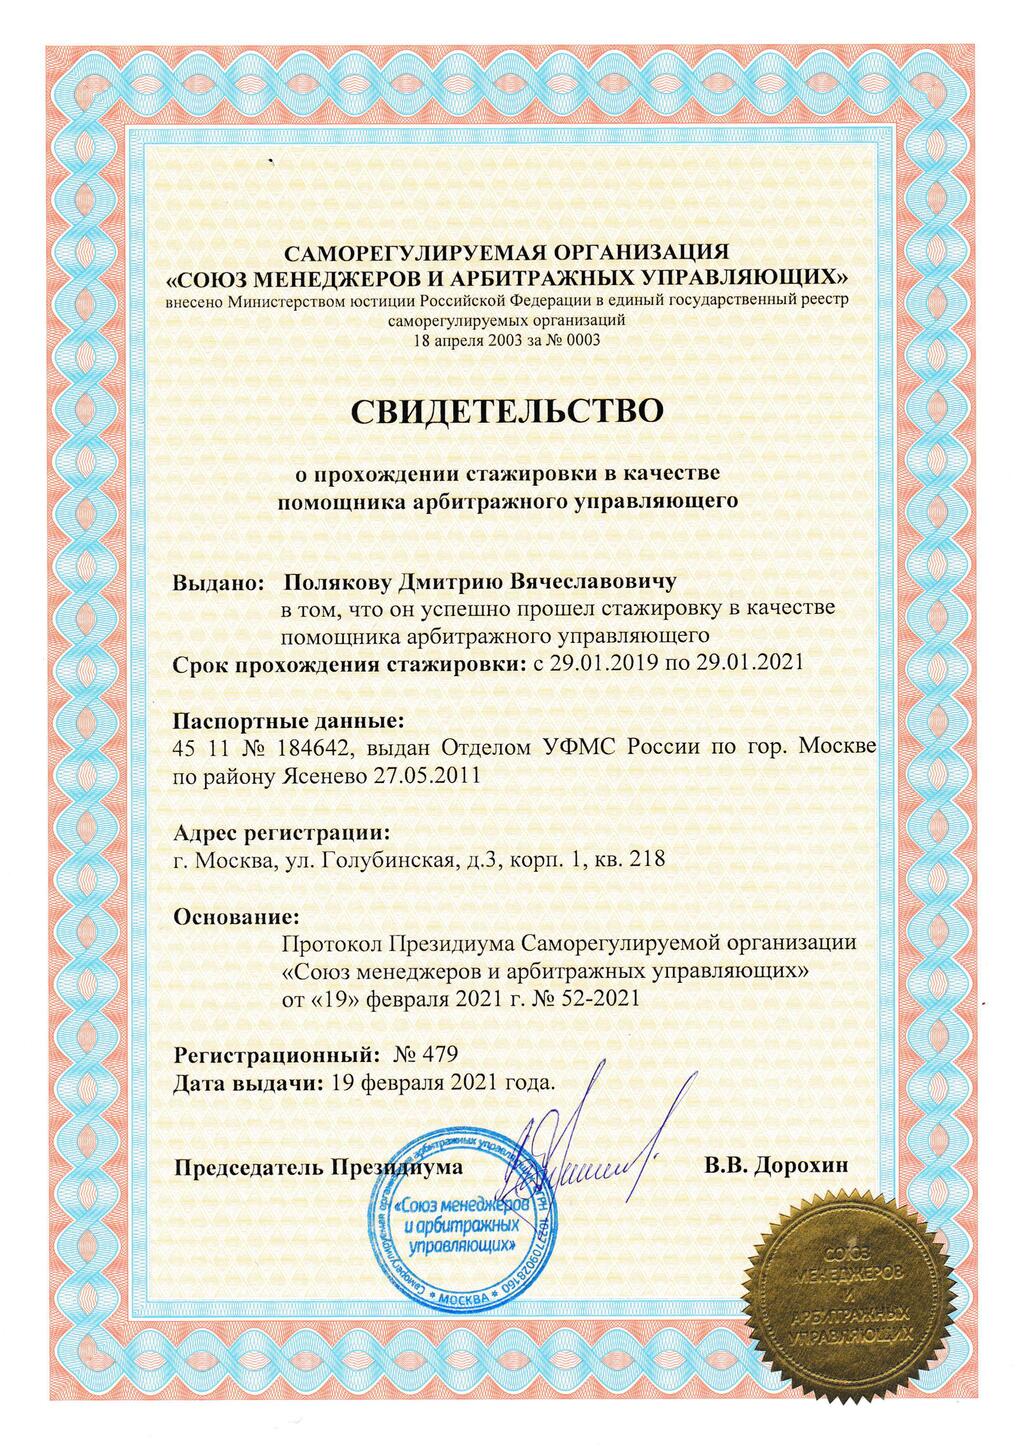 САМОРЕГУЛИРУЕМАЯ ОРГАНИЗАЦИЯ
«СОЮЗ МЕНЕДЖЕРОВ И АРБИТРАЖНЫХ УПРАВЛЯЮЩИХ»
внесено Министерством юстиции Российской Федерации в единый государственный реестр
саморегулируемых организаций
18 апреля 2003 за № 0003
СВИДЕТЕЛЬСТВО
о прохождении стажировки в качестве
помощника арбитражного управляющего
Выдано: Полякову Дмитрию Вячеславовичу
в том, что он успешно прошел стажировку в качестве
помощника арбитражного управляющего
Срок прохождения стажировки: с 29.01.2019 по 29.01.2021
Паспортные данные:
45 11 № 184642, выдан Отделом УФМС России по гор. Москве
по району Ясенево 27.05.2011
Адрес регистрации:
г. Москва, ул. Голубинская, д.3, корп. 1, кв. 218
Основание:
Протокол Президиума Саморегулируемой организации
«Союз менеджеров и арбитражных управляющих»
от «19» февраля 2021 г. № 52-2021
Регистрационный: № 479
Дата выдачи: 19 февраля 2021 года.
Председатель Президиума В.В. Дорохин
«Союз менеджеров
и арбитражных
управляющих»
* МОСКВА *
ОГРН 1027709028160
СОЮЗ
МЕНЕДЖЕРОВ
И
АРБИТРАЖНЫХ
УПРАВЛЯЮЩИХ